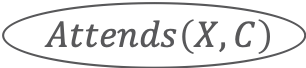 Attends(X, C)